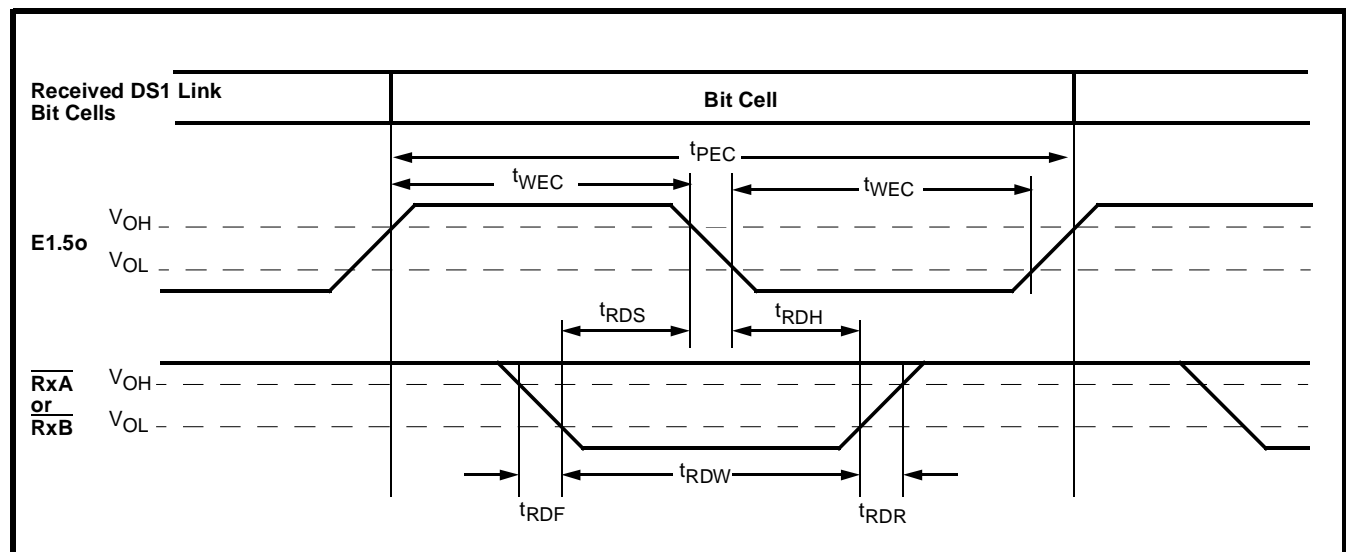 Received DS1 Link
Bit Cells
Bit Cell
tPEC
tWEC
tWEC
E1.5o
VOH
VOL
tRDS
tRDH
RxA
or
RxB
VOH
VOL
tRDW
tRDF
tRDR